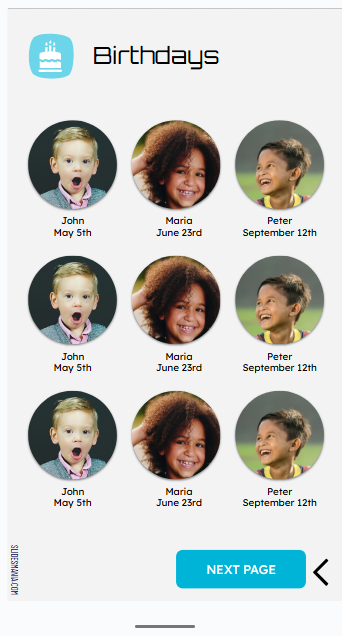 Birthdays
John
May 5th
Maria
June 23rd
Peter
September 12th
John
May 5th
Maria
June 23rd
Peter
September 12th
John
May 5th
Maria
June 23rd
Peter
September 12th
SLIDESMANIA.COM
NEXT PAGE